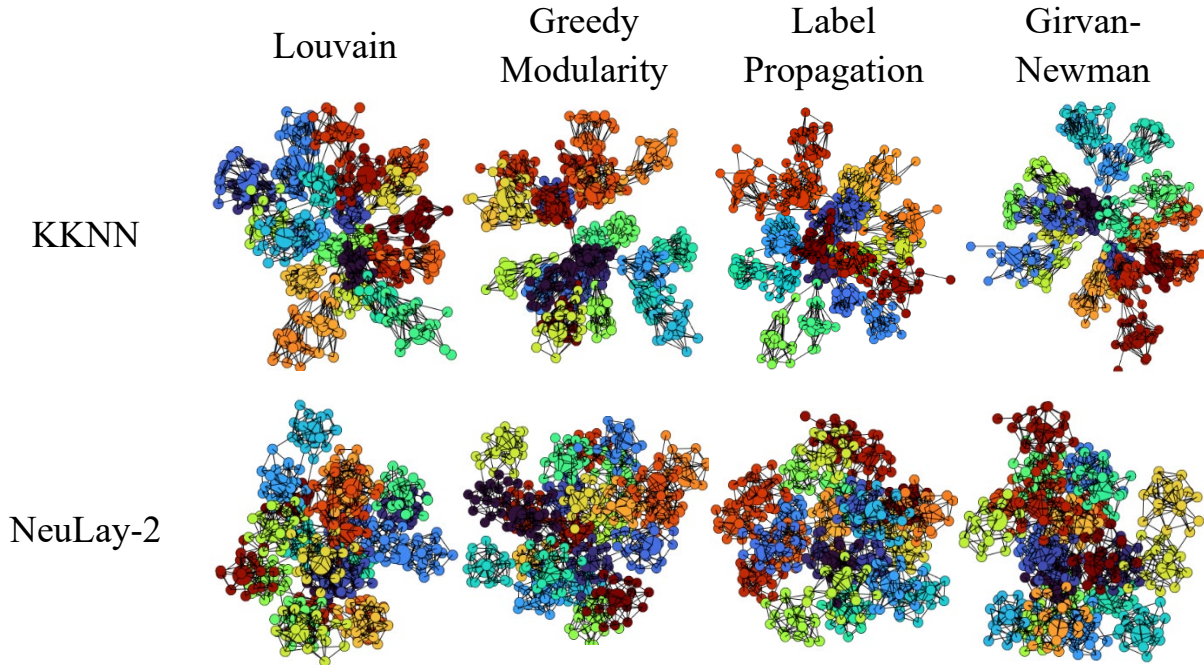 Louvain
Greedy
Modularity
Label
Propagation
Girvan-
Newman
KKNN
NeuLay-2